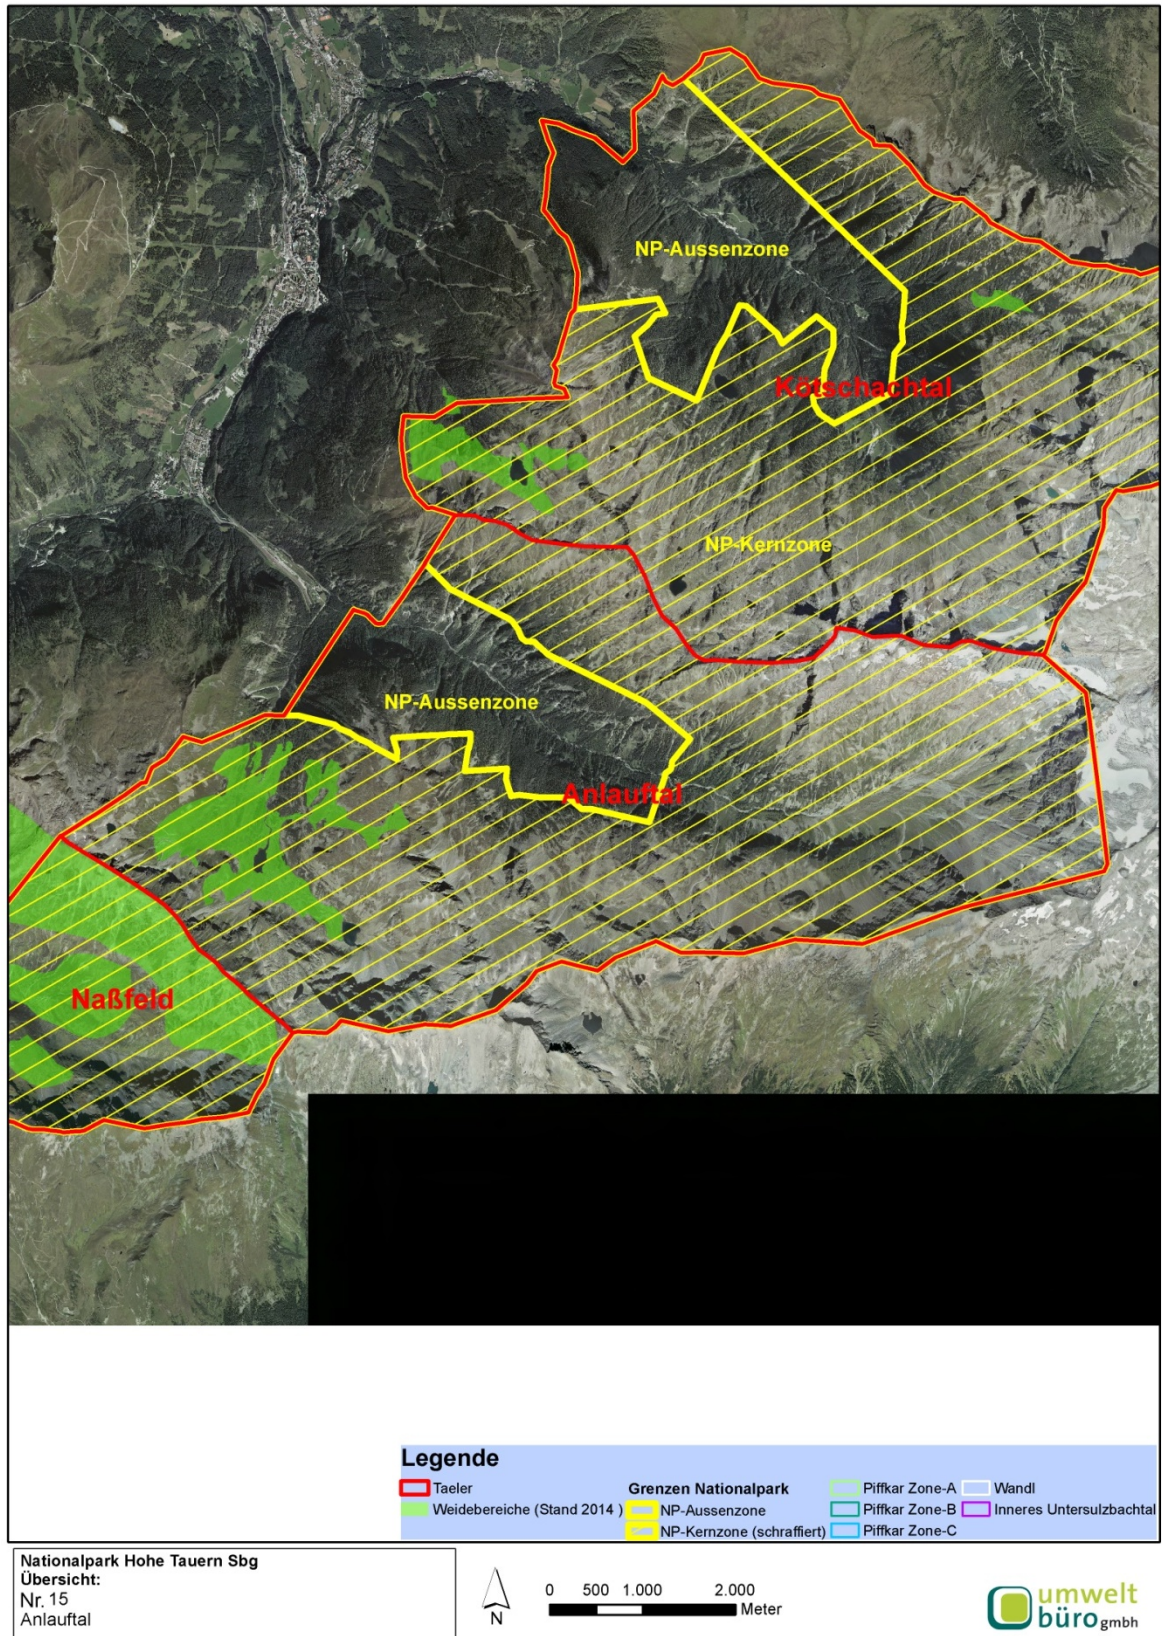 NP-Aussenzone
Kötschachtal
NP-Kernzone
NP-Aussenzone
Anlauftal
Naßfeld
Legende
Taeler
Weidebereiche (Stand 2014 )
Grenzen Nationalpark
NP-Aussenzone
NP-Kernzone (schraffiert)
Piffkar Zone-A
Piffkar Zone-B
Piffkar Zone-C
Wandl
Inneres Untersulzbachtal
Nationalpark Hohe Tauern Sbg
Übersicht:
Nr. 15
Anlauftal
N
0 500 1.000 2.000
Meter
umwelt
büro gmbh